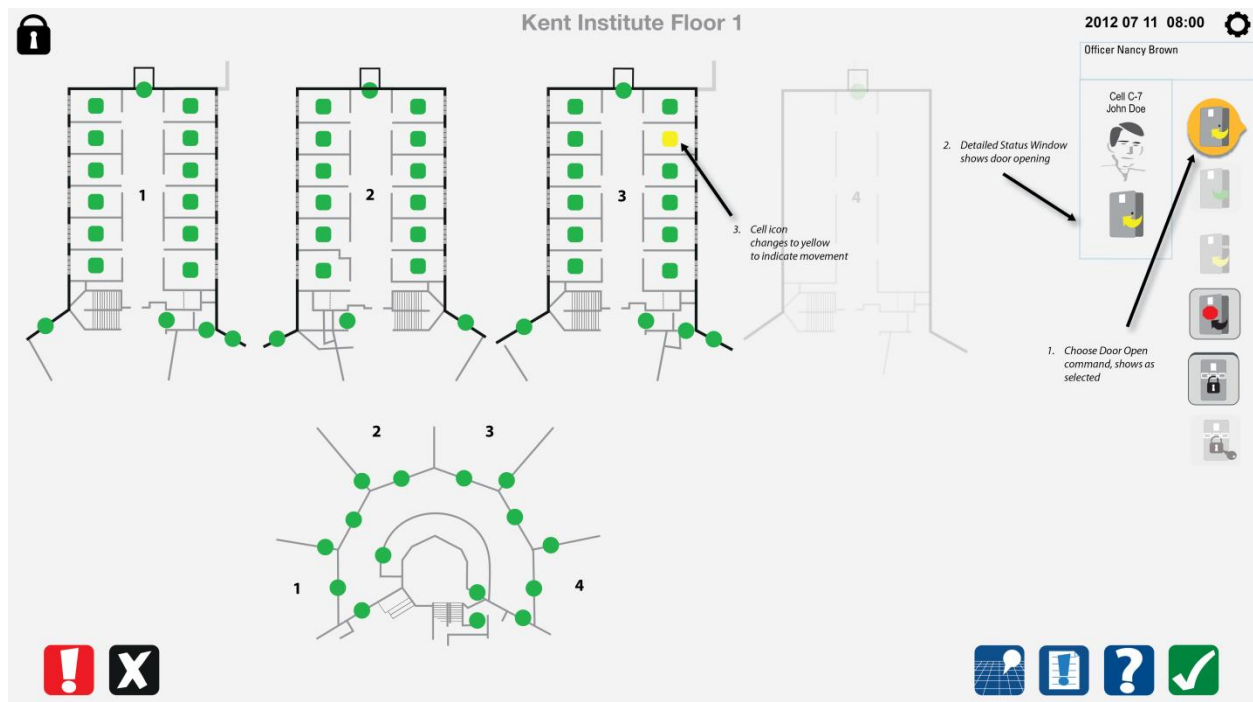 Kent Institute Floor 1
2012 07 11 08:00
Officer Nancy Brown
Cell C-7
John Doe
2. Detailed Status Window
shows door opening
1
2
3
4
3. Cell icon
changes to yellow
to indicate movement
1. Choose Door Open
command, shows as
selected
2
3
1
4